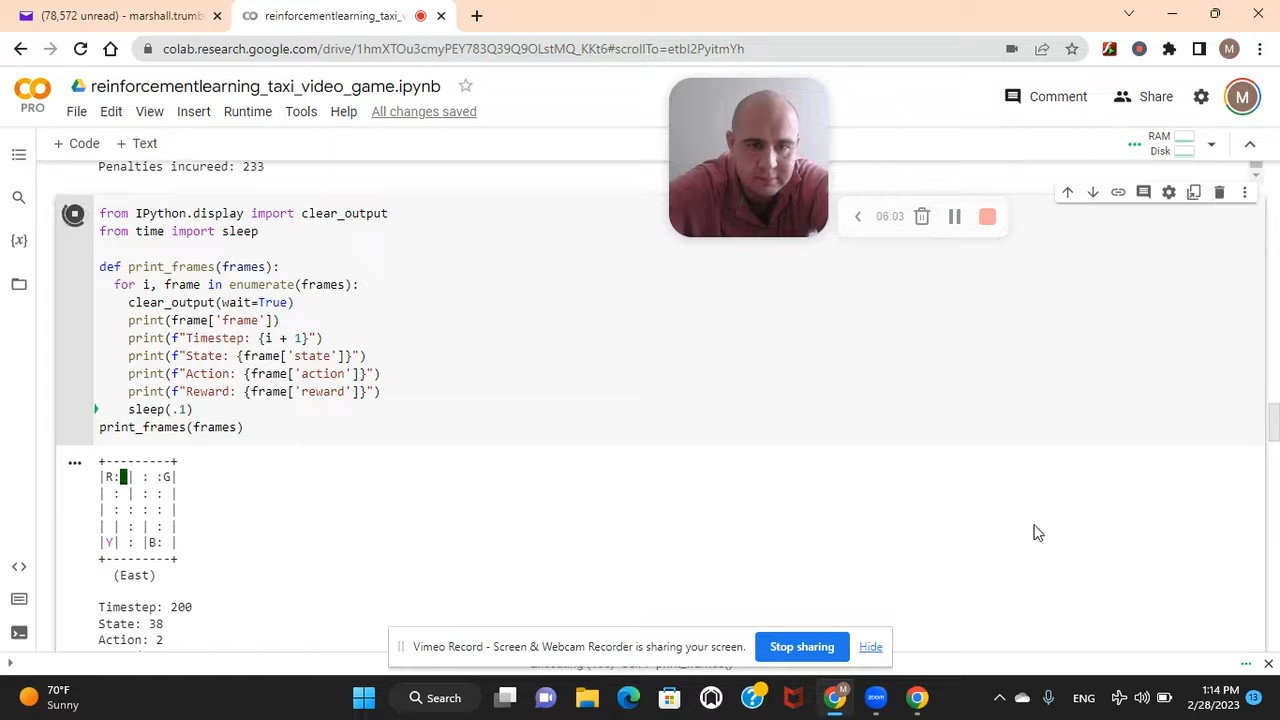 (78,572 unread) - marshall.trumb
reinforcementlearning_taxi_v
colab.research.google.com/drive/1hmXTOu3cmyPEY783Q39Q9OLstMQ_KKt6#scrollTo=etbI2PyitmYh
M
CO
PRO
reinforcementlearning_taxi_video_game.ipynb
File Edit View Insert Runtime Tools Help All changes saved
Comment Share M
+ Code + Text
RAM
Disk
Penalties incureed: 233
from IPython.display import clear_output
from time import sleep
06:03
def print_frames(frames):
for i, frame in enumerate(frames):
clear_output(wait=True)
print(frame['frame'])
print(f"Timestep: {i + 1}")
print(f"State: {frame['state']}")
print(f"Action: {frame['action']}")
print(f"Reward: {frame['reward']}")
sleep(.1)
print_frames(frames)
+---------+
|R: | : :G|
| : | : : |
| : : : : |
| | : | : |
|Y| : |B: |
+---------+
(East)
Timestep: 200
State: 38
Action: 2
Vimeo Record - Screen & Webcam Recorder is sharing your screen. Stop sharing Hide
70°F
Sunny
Search
zoom
ENG
1:14 PM
2/28/2023
13